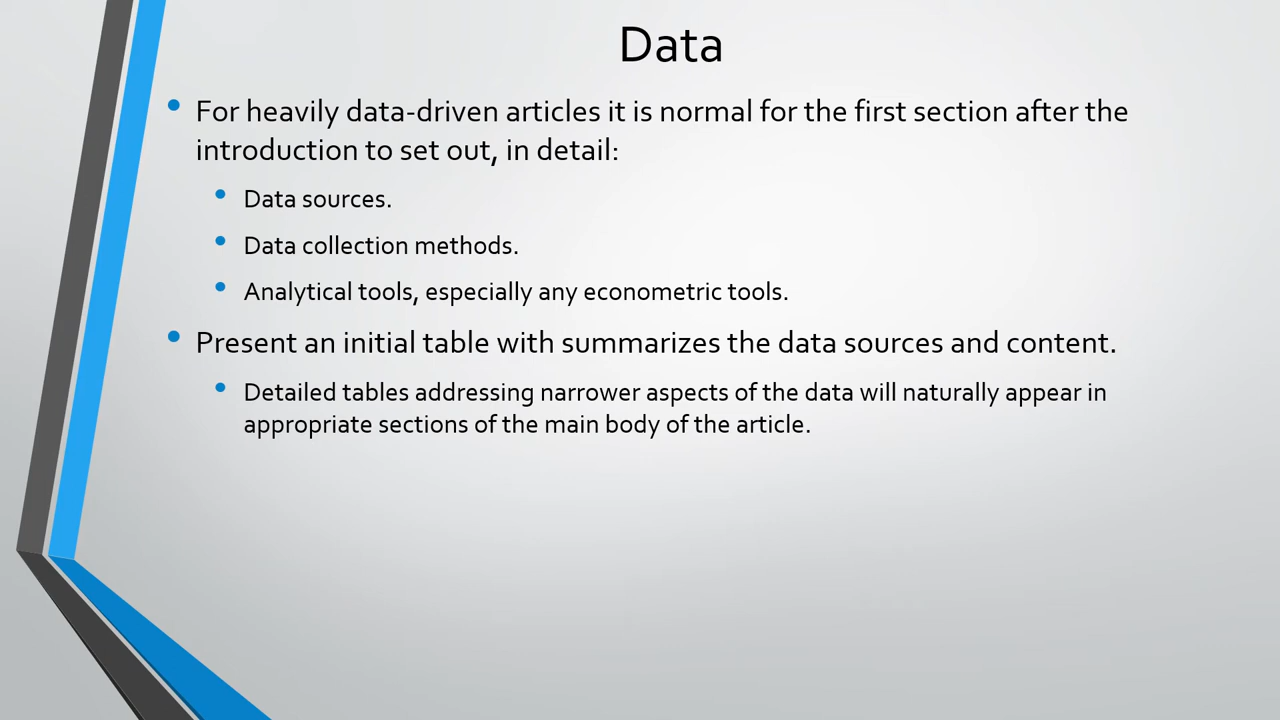 Data
• For heavily data-driven articles it is normal for the first section after the
introduction to set out, in detail:
• Data sources.
• Data collection methods.
• Analytical tools, especially any econometric tools.
• Present an initial table with summarizes the data sources and content.
• Detailed tables addressing narrower aspects of the data will naturally appear in
appropriate sections of the main body of the article.